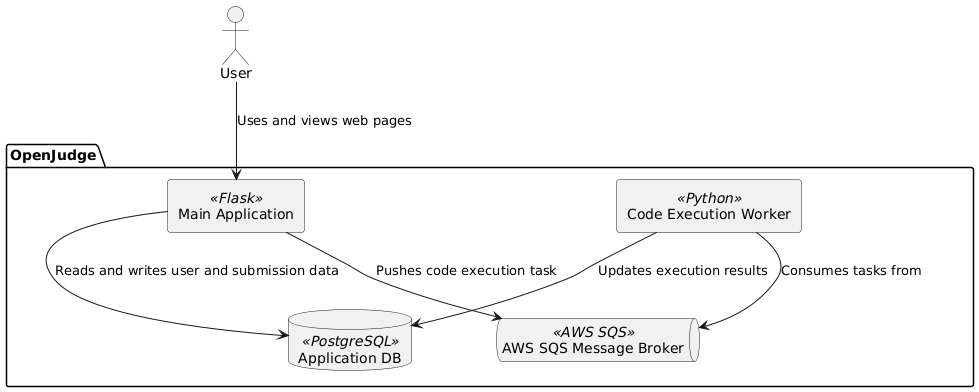 User
Uses and views web pages
OpenJudge
«Flask»
Main Application
«Python»
Code Execution Worker
Reads and writes user and submission data
Pushes code execution task
Updates execution results
Consumes tasks from
«PostgreSQL»
Application DB
«AWS SQS»
AWS SQS Message Broker